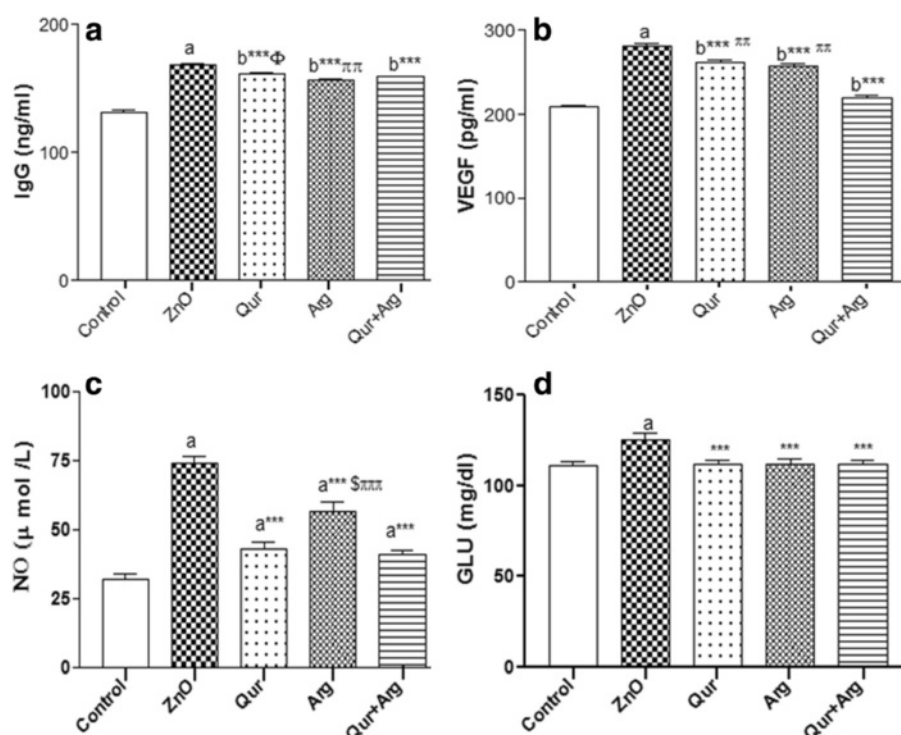 a
IgG (ng/ml)
200
100
0
a
b***Φ
b***ππ
b***
Control
ZnO
Qur
Arg
Qur+Arg
b
VEGF (pg/ml)
300
200
100
0
a
b*** ππ
b*** ππ
b***
Control
ZnO
Qur
Arg
Qur+Arg
c
NO (μ mol /L)
100
75
50
25
0
a
a***
a*** $πππ
a***
Control
ZnO
Qur
Arg
Qur+Arg
d
GLU (mg/dl)
150
100
50
0
a
***
***
***
Control
ZnO
Qur
Arg
Qur+Arg